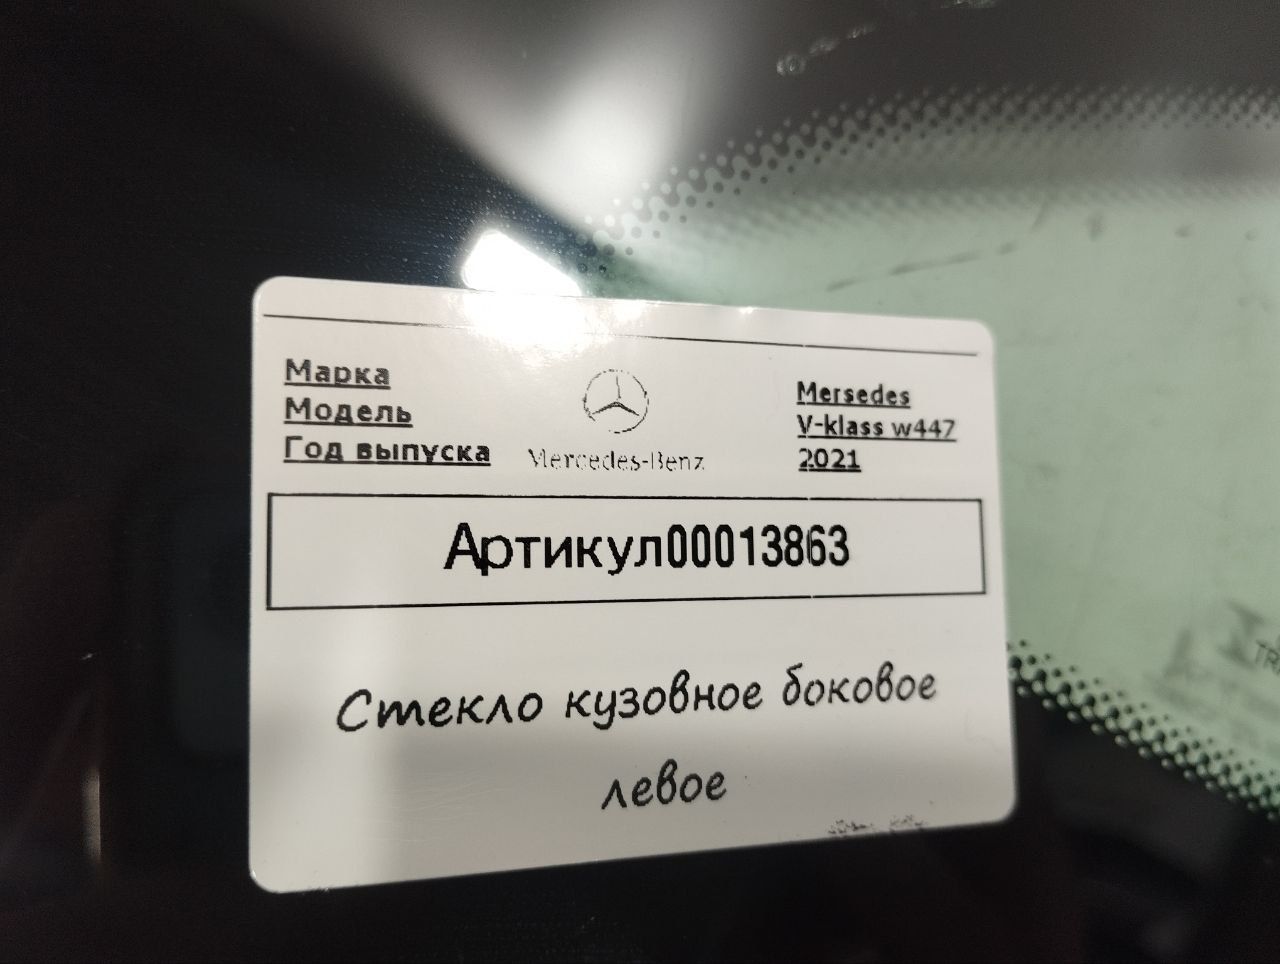 Марка
Модель
Год выпуска
Mercedes-Benz
Mersedes
V-klass w447
2021
Артикул00013863
Стекло кузовное боковое
левое